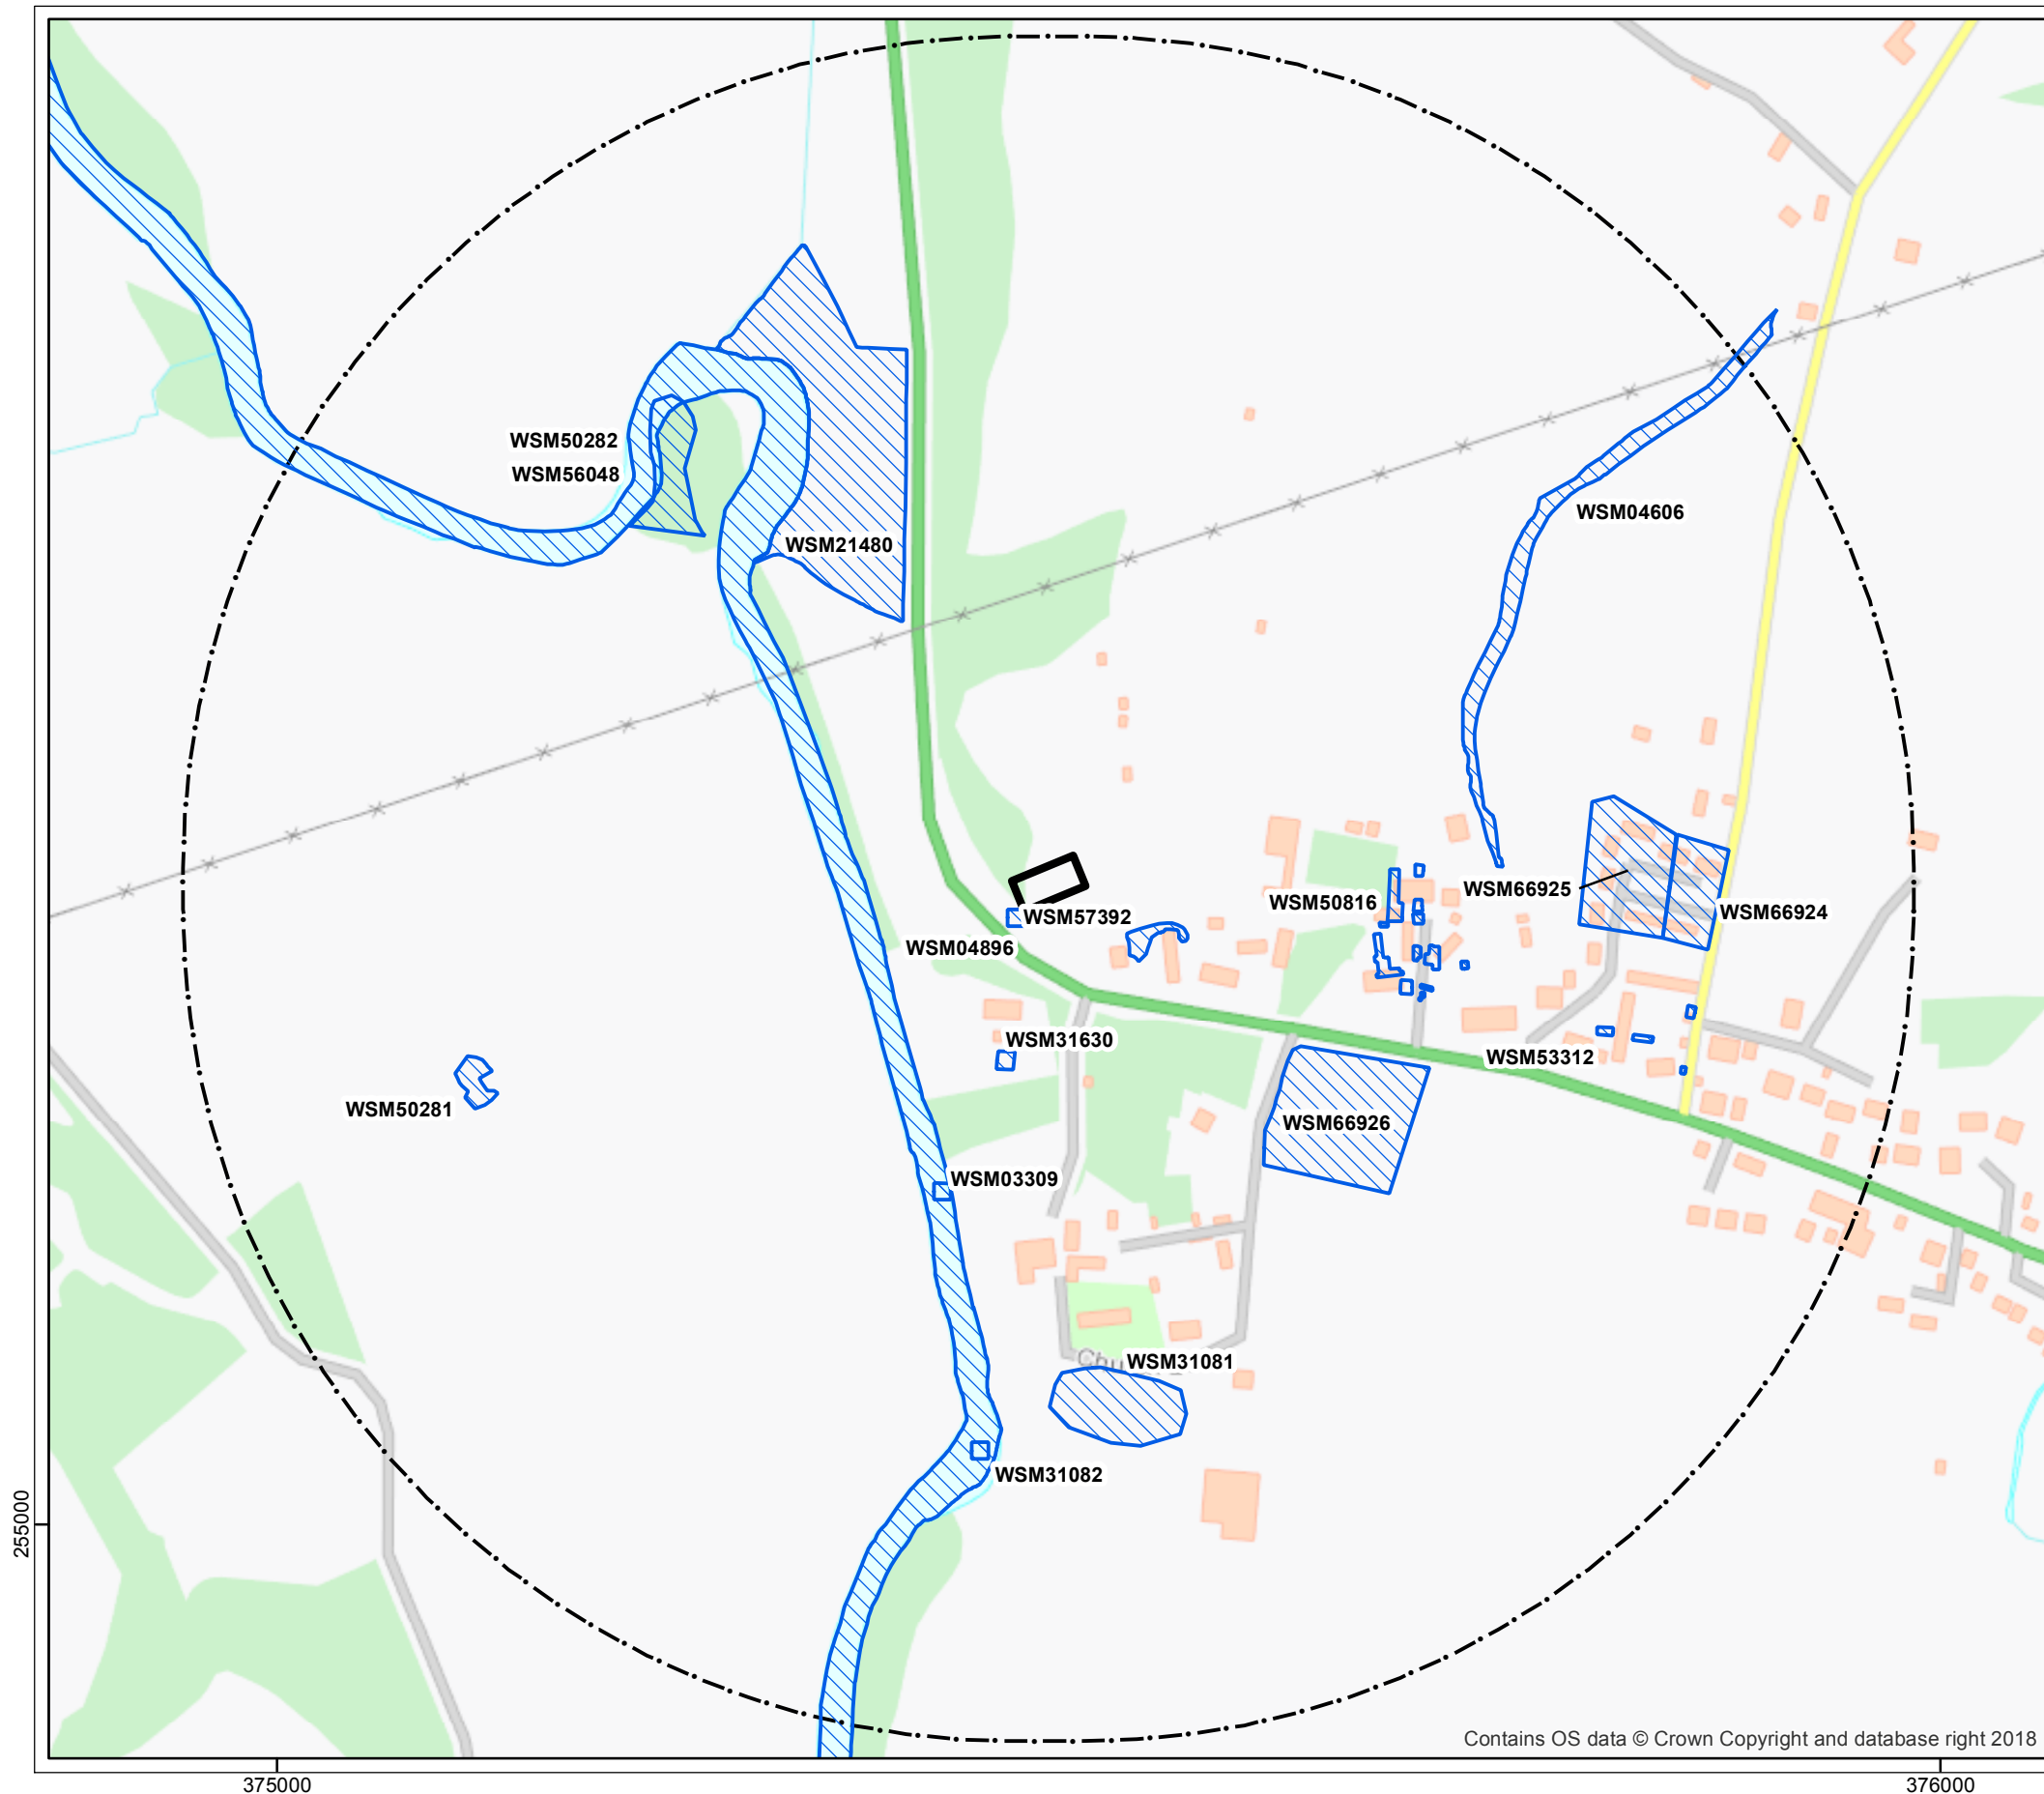 WSM50282
WSM56048
WSM21480
WSM04606
WSM66925
WSM50816
WSM66924
WSM57392
WSM04896
WSM31630
WSM53312
WSM50281
WSM66926
WSM03309
WSM31081
WSM31082
255000
Contains OS data © Crown Copyright and database right 2018
375000
376000